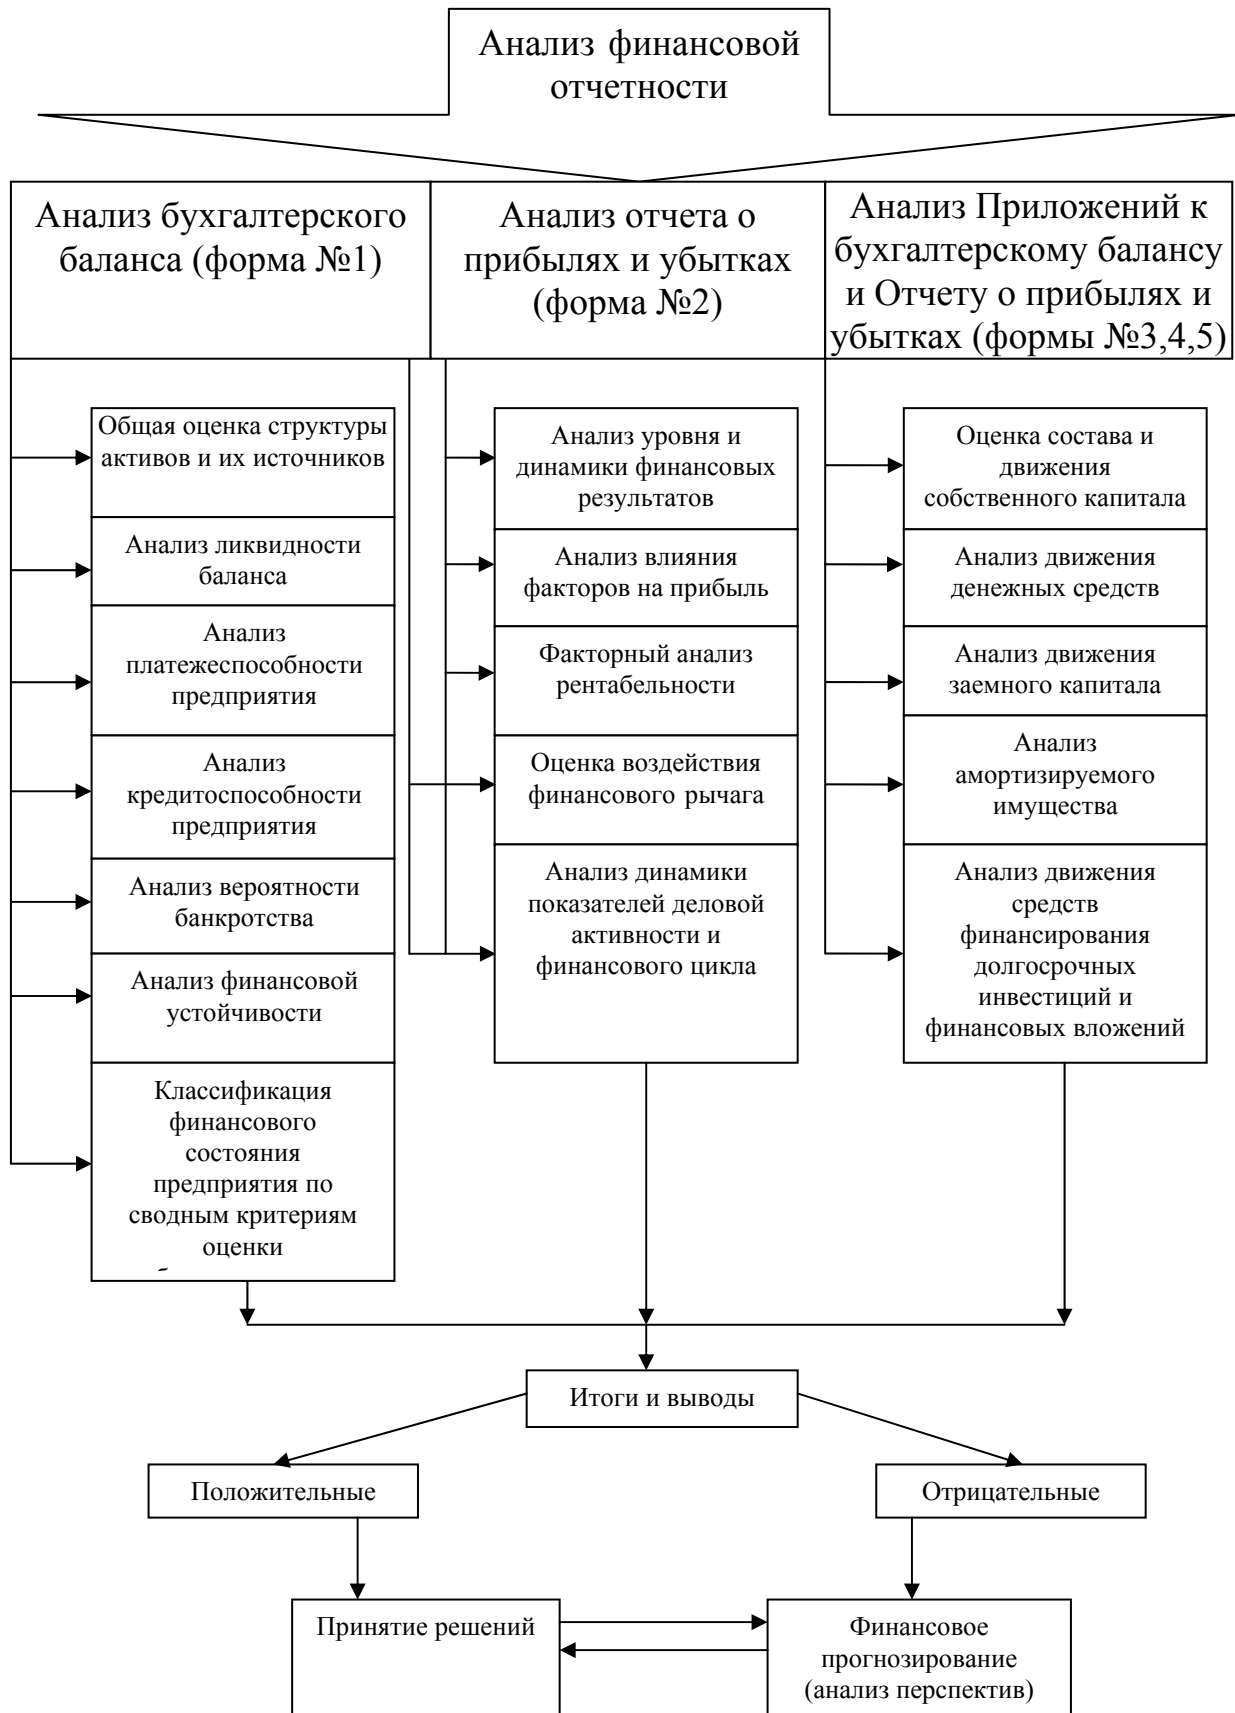 Анализ финансовой
отчетности
Анализ бухгалтерского
баланса (форма №1)
Анализ отчета о
прибылях и убытках
(форма №2)
Анализ Приложений к
бухгалтерскому балансу
и Отчету о прибылях и
убытках (формы №3,4,5)
Общая оценка структуры
активов и их источников
Анализ ликвидности
баланса
Анализ
платежеспособности
предприятия
Анализ
кредитоспособности
предприятия
Анализ вероятности
банкротства
Анализ финансовой
устойчивости
Классификация
финансового
состояния
предприятия по
сводным критериям
оценки
Анализ уровня и
динамики финансовых
результатов
Анализ влияния
факторов на прибыль
Факторный анализ
рентабельности
Оценка воздействия
финансового рычага
Анализ динамики
показателей деловой
активности и
финансового цикла
Оценка состава и
движения
собственного капитала
Анализ движения
денежных средств
Анализ движения
заемного капитала
Анализ
амортизируемого
имущества
Анализ движения
средств
финансирования
долгосрочных
инвестиций и
финансовых вложений
Итоги и выводы
Положительные
Отрицательные
Принятие решений
Финансовое
прогнозирование
(анализ перспектив)